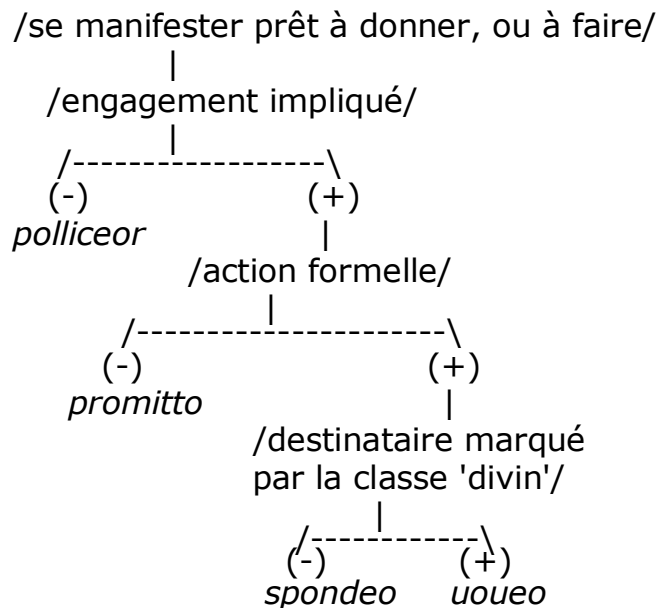 /se manifester prêt à donner, ou à faire/
|
/engagement impliqué/
|
/------------------\
(-) (+)
polliceor |
/action formelle/
|
/----------------------\
(-) (+)
promitto |
/destinataire marqué
par la classe 'divin'/
|
/------------\
(-) (+)
spondeo uoueo